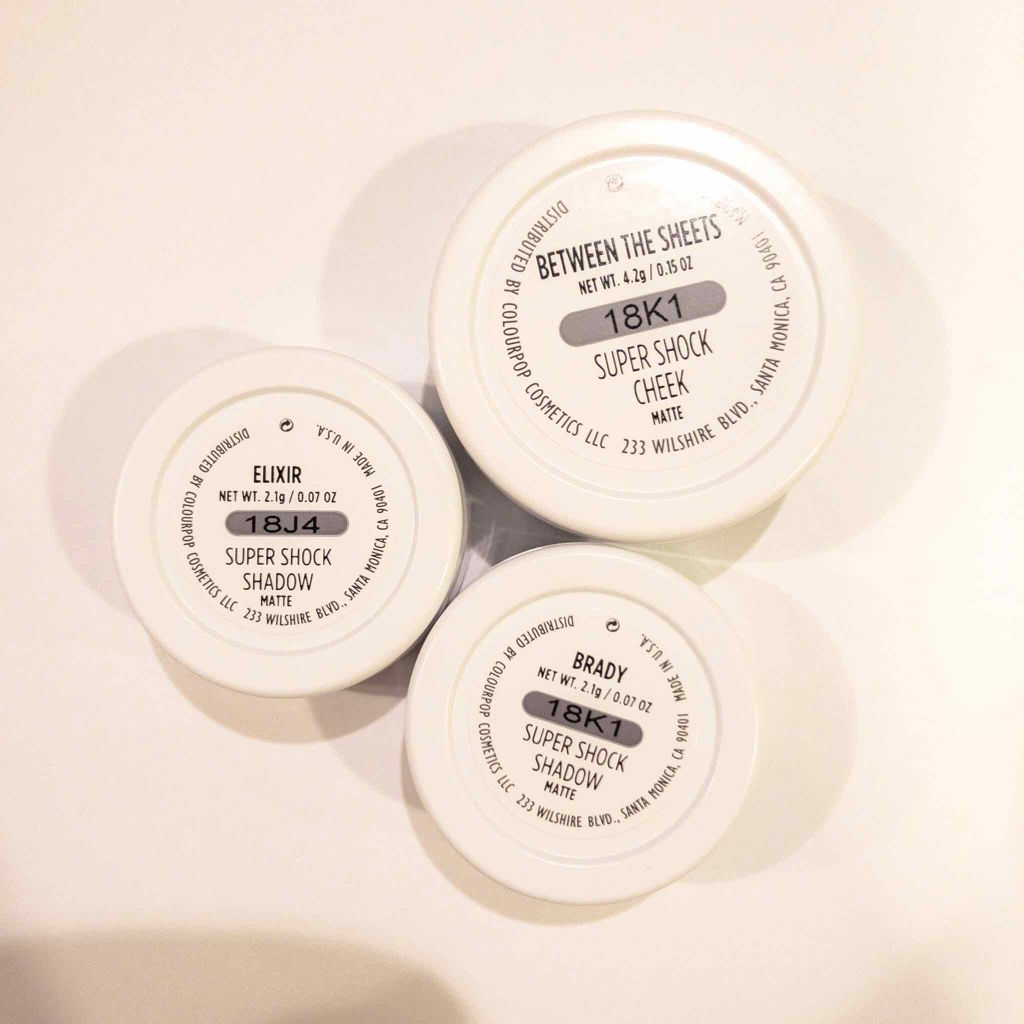 BETWEEN THE SHEETS
NET WT. 4.2g / 0.15 OZ
18K1
SUPER SHOCK
CHEEK
MATTE
DISTRIBUTED BY COLOURPOP COSMETICS LLC 233 WILSHIRE BLVD., SANTA MONICA, CA 90401
ELIXIR
NET WT. 2.1g / 0.07 OZ
18J4
SUPER SHOCK
SHADOW
MATTE
DISTRIBUTED BY COLOURPOP COSMETICS LLC 233 WILSHIRE BLVD., SANTA MONICA, CA 90401 MADE IN U.S.A.
BRADY
NET WT. 2.1g / 0.07 OZ
18K1
SUPER SHOCK
SHADOW
MATTE
DISTRIBUTED BY COLOURPOP COSMETICS LLC 233 WILSHIRE BLVD., SANTA MONICA, CA 90401 MADE IN U.S.A.